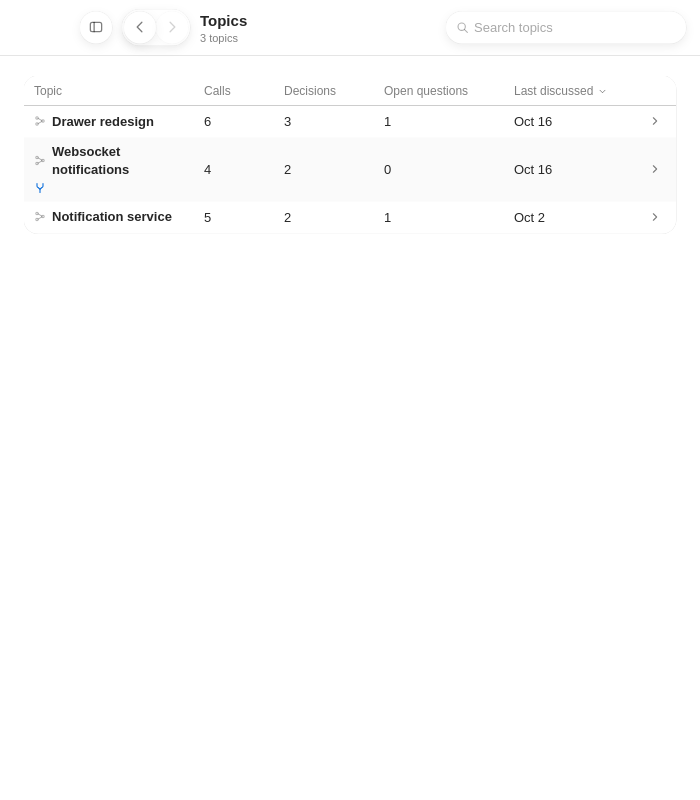 Topics
3 topics
Search topics
Topic Calls Decisions Open questions Last discussed
Drawer redesign 6 3 1 Oct 16
Websocket
notifications 4 2 0 Oct 16
Notification service 5 2 1 Oct 2